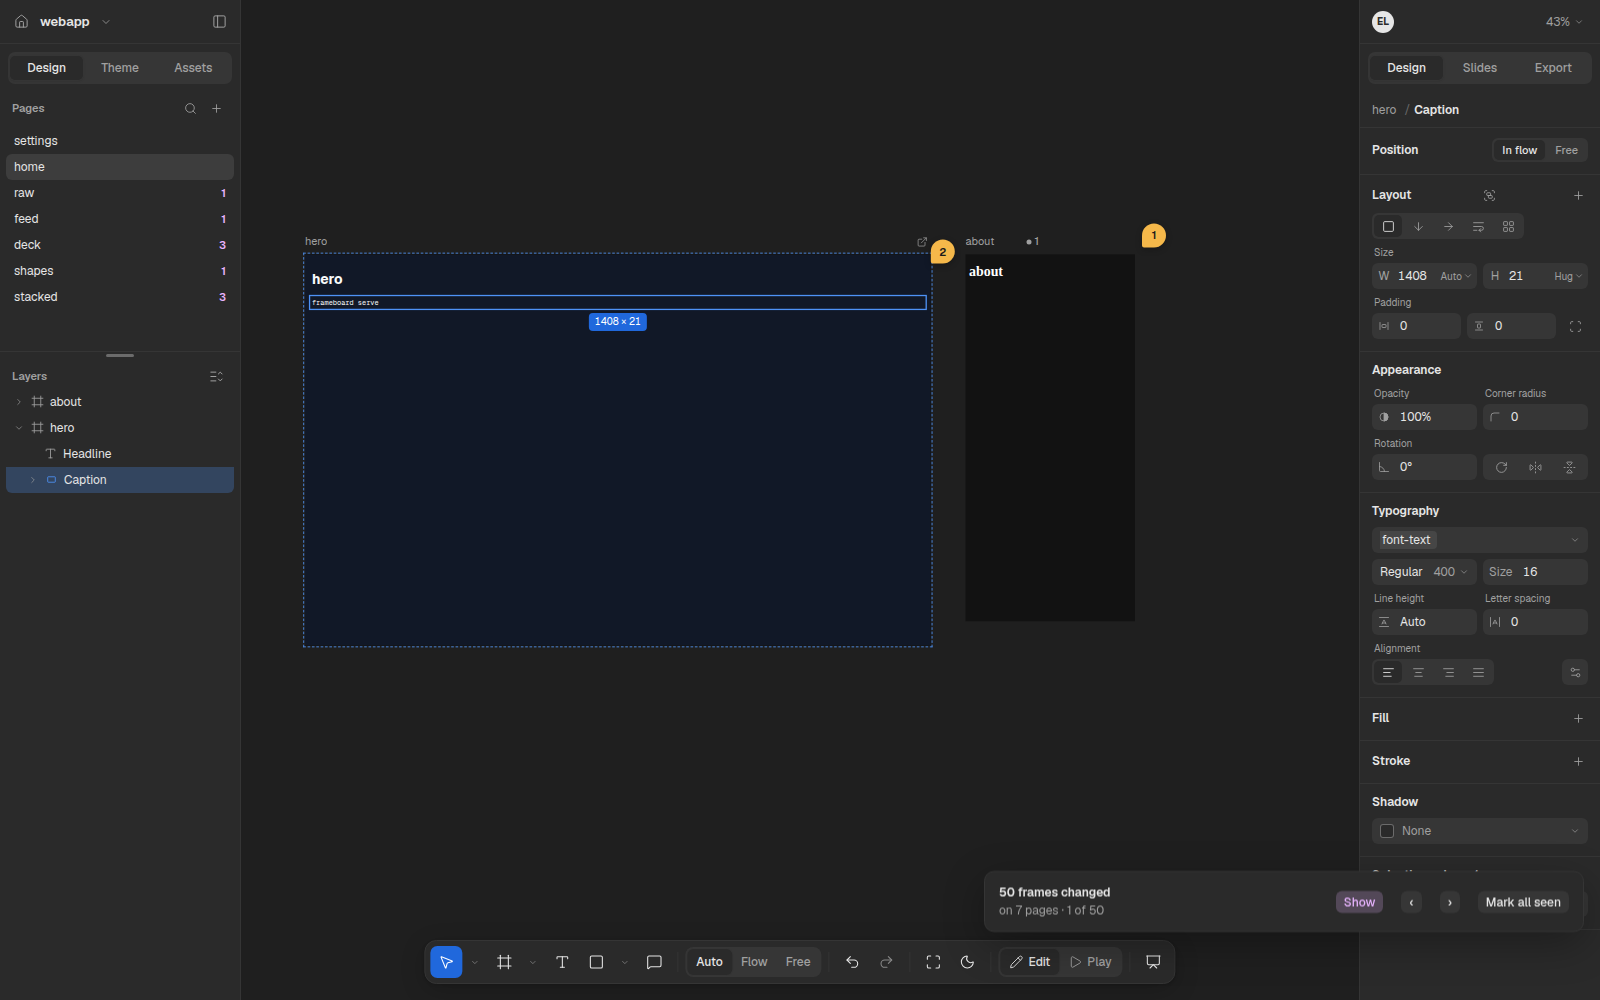 webapp
Design Theme Assets
Pages
settings
home
raw 1
feed 1
deck 3
shapes 1
stacked 3
Layers
about
hero
Headline
Caption
hero
2
hero
frameboard serve
1408 × 21
about 1
1
about
EL 43%
Design Slides Export
hero / Caption
Position In flow Free
Layout
Size
W 1408 Auto H 21 Hug
Padding
0 0
Appearance
Opacity Corner radius
100% 0
Rotation
0°
Typography
font-text
Regular 400 Size 16
Line height Letter spacing
Auto 0
Alignment
Fill
Stroke
Shadow
None
50 frames changed
on 7 pages · 1 of 50
Show ‹ › Mark all seen
Auto Flow Free Edit Play